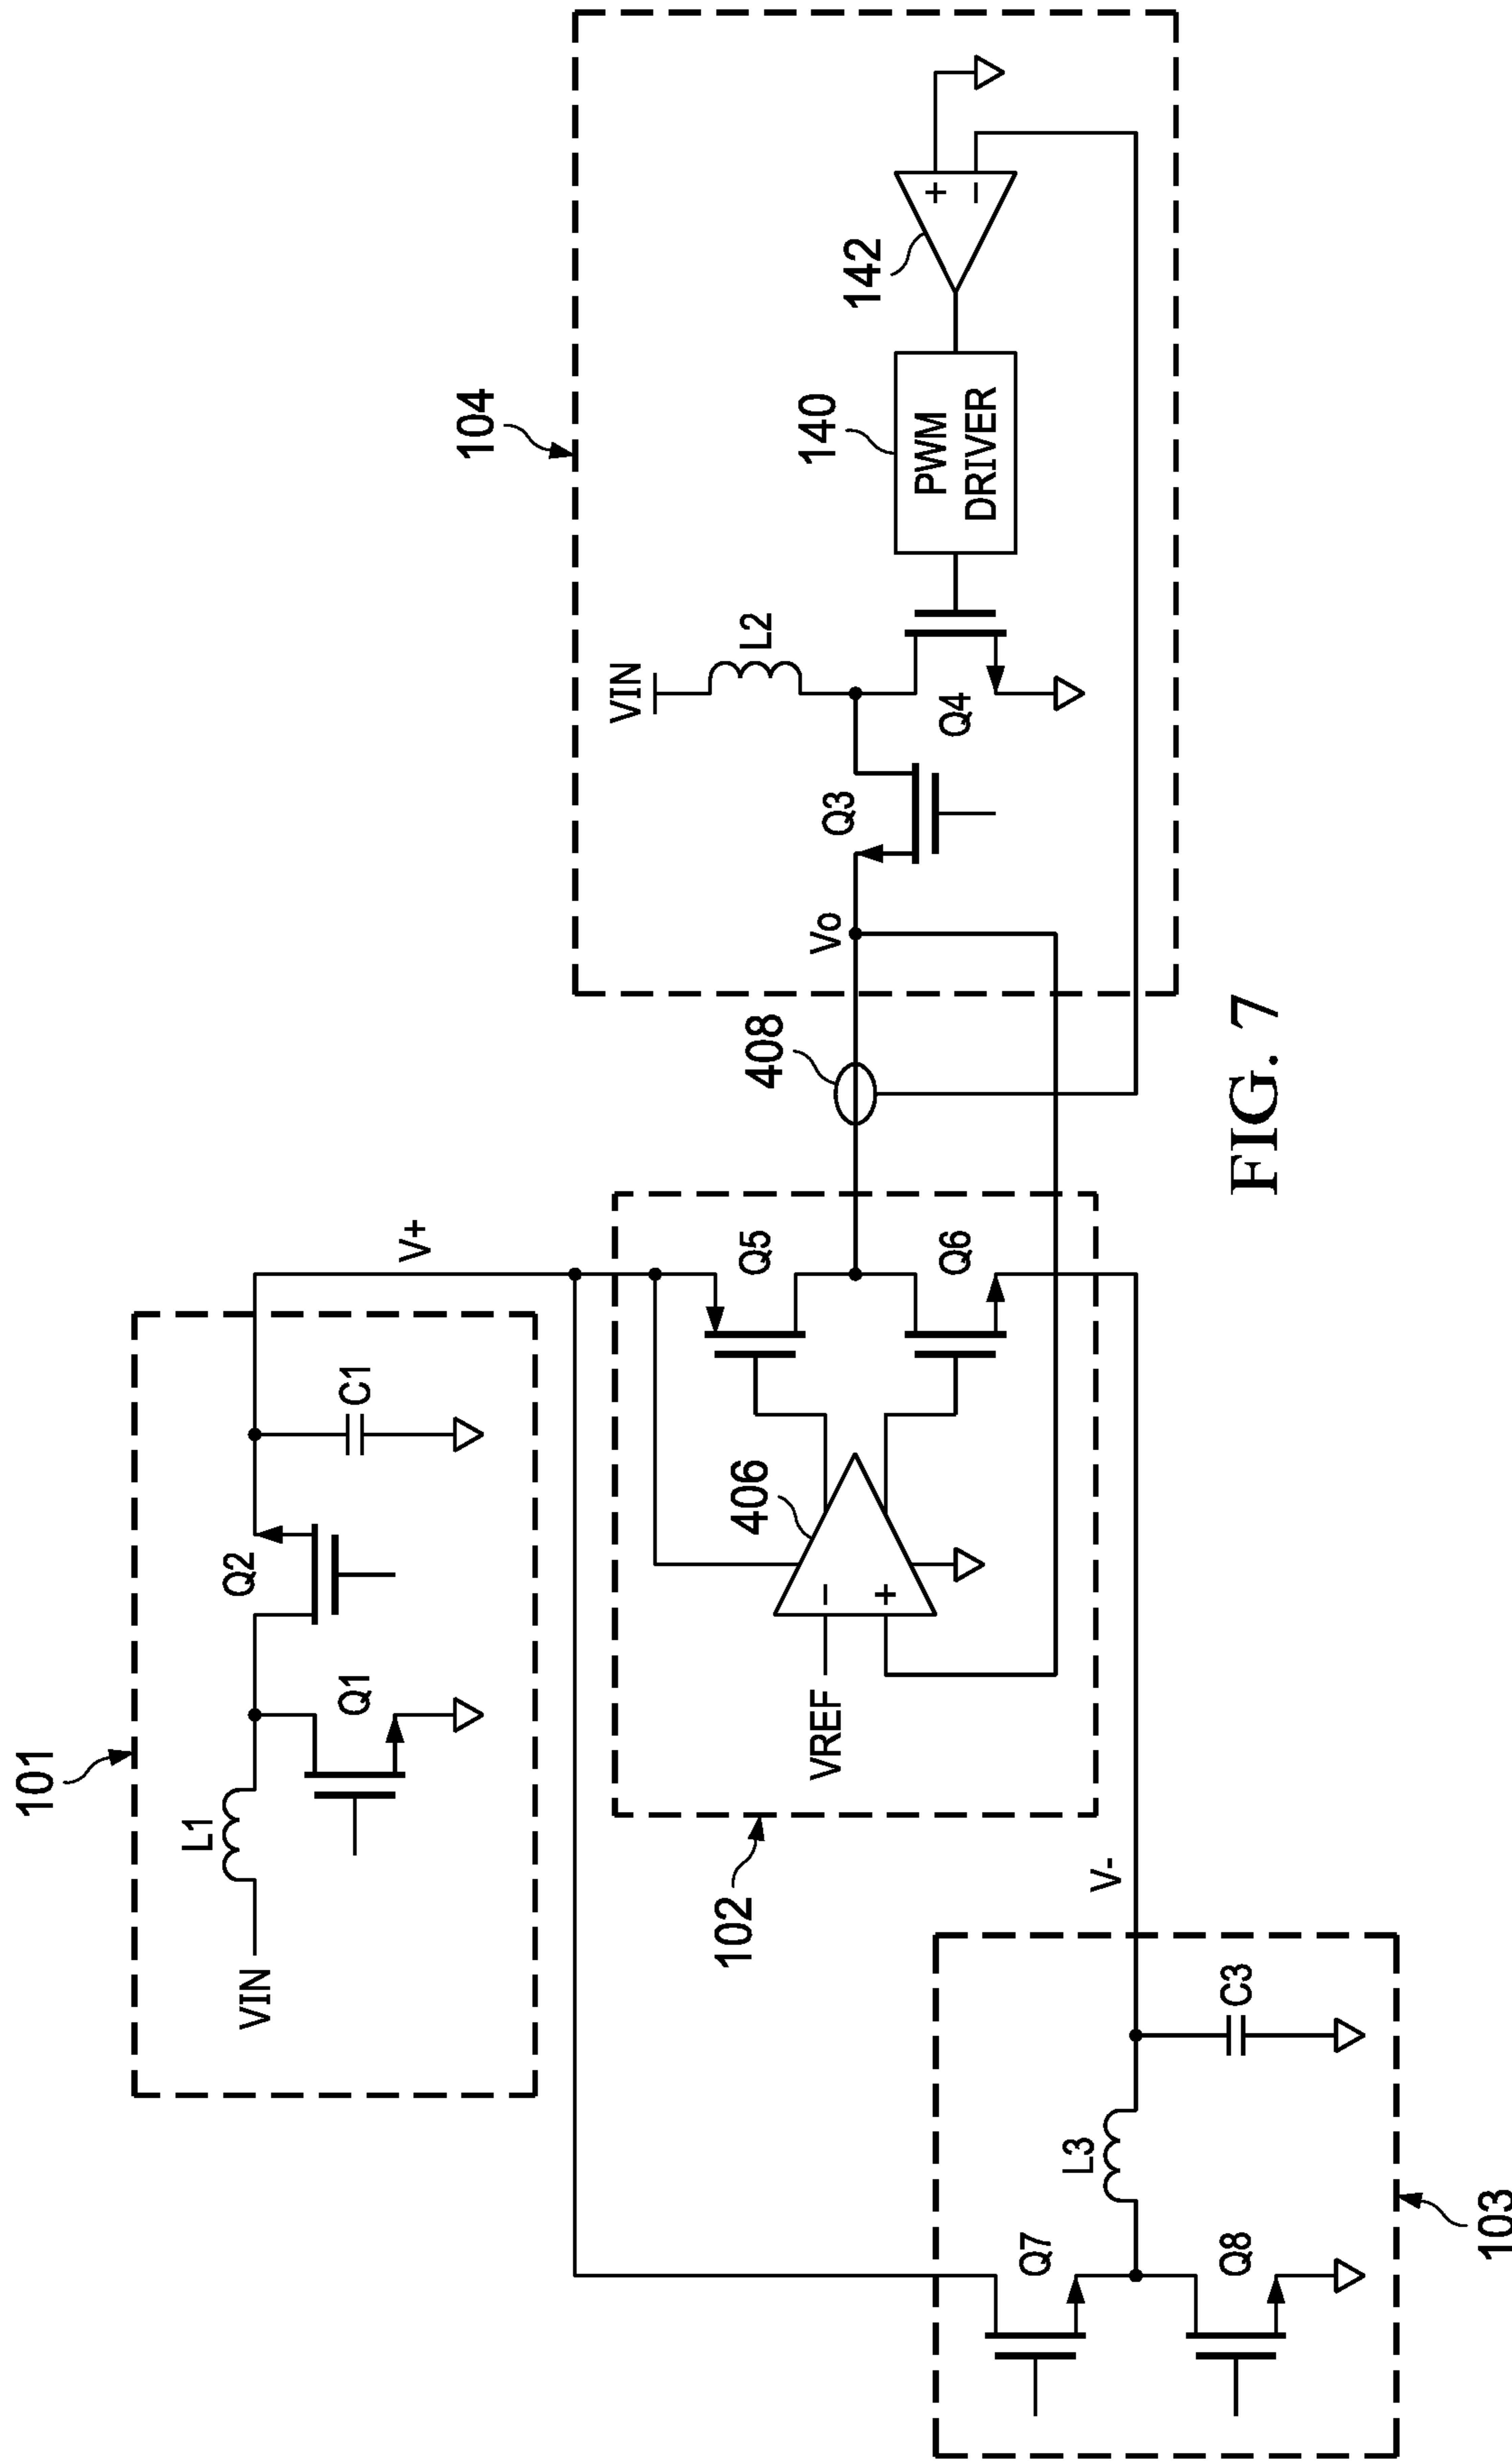 101
VIN
L1
Q1
Q2
C1
V+
102
VREF
−
+
406
Q5
Q6
408
Vo
104
VIN
L2
Q3
Q4
140
PWM
DRIVER
142
+
−
V-
103
Q7
Q8
L3
C3
FIG. 7